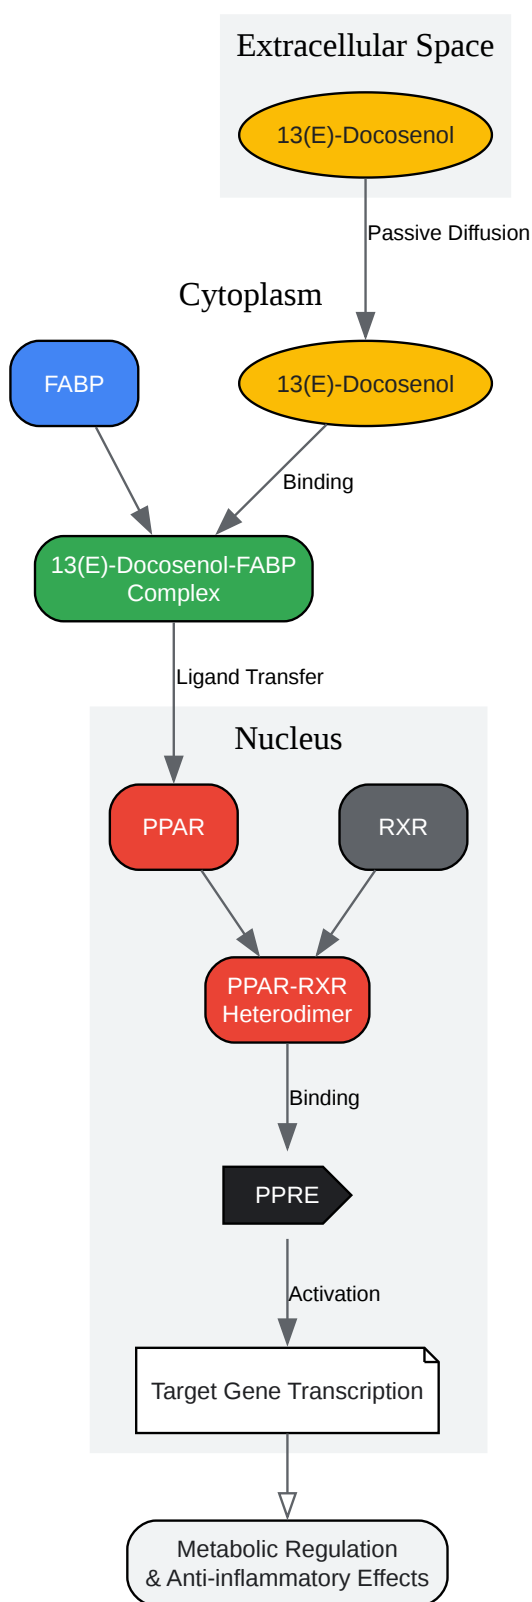 Extracellular Space
13(E)-Docosenol
Passive Diffusion
Cytoplasm
FABP
13(E)-Docosenol
Binding
13(E)-Docosenol-FABP
Complex
Ligand Transfer
Nucleus
PPAR
RXR
PPAR-RXR
Heterodimer
Binding
PPRE
Activation
Target Gene Transcription
Metabolic Regulation
& Anti-inflammatory Effects